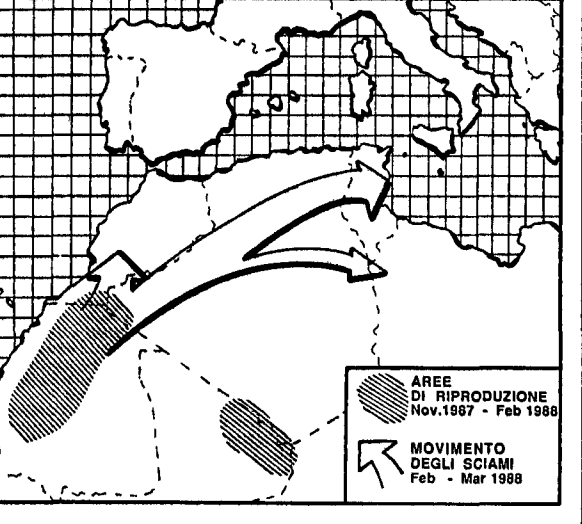 AREE
DI RIPRODUZIONE
Nov.1987 - Feb 1988
MOVIMENTO
DEGLI SCIAMI
Feb - Mar 1988